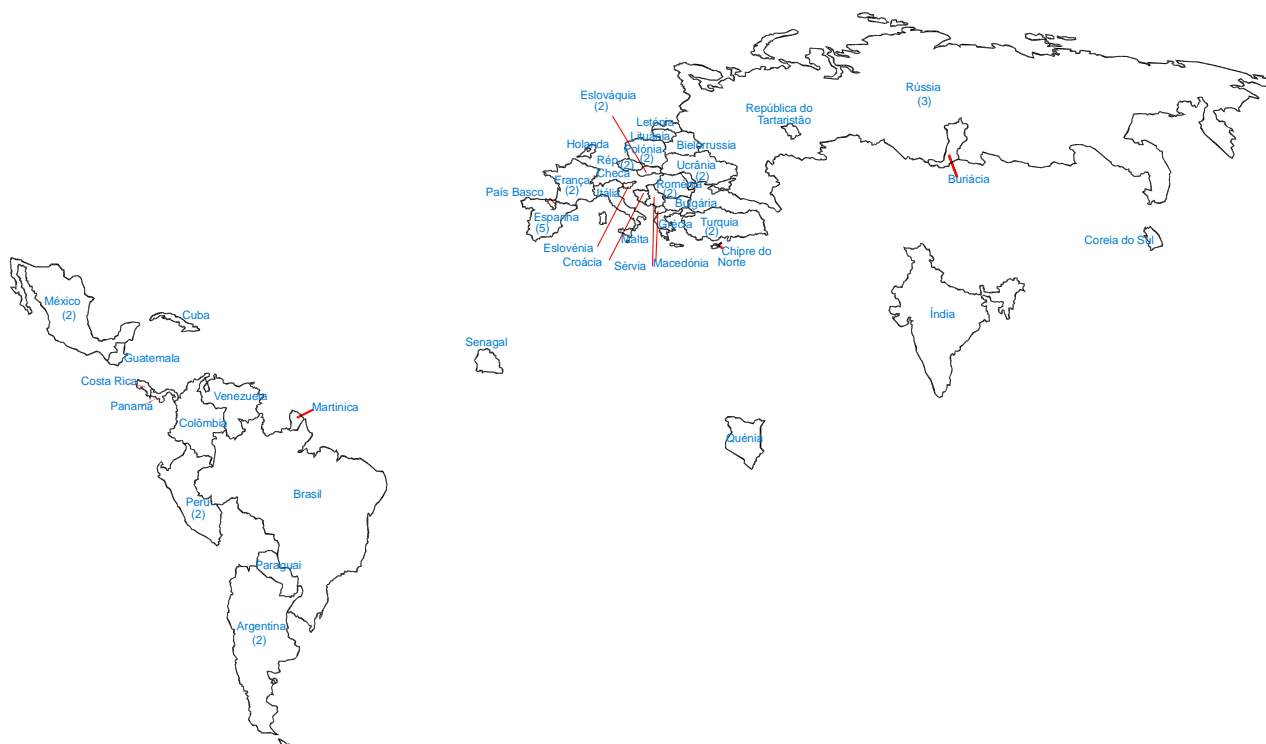 Rússia
(3)
Eslováquia
(2)
República do
Tartaristão
Letónia
Lituânia
Holanda
Polónia
(2)
Bielorrussia
Rép.
Checa
(2)
Ucrânia
(2)
Buriácia
França
(2)
País Basco
Itália
Roménia
(2)
Bulgária
Espanha
(5)
Grécia
Turquia
(2)
Malta
Eslovénia
Croácia
Sérvia
Macedónia
Chipre do
Norte
Coreia do Sul
México
(2)
Cuba
Índia
Guatemala
Senagal
Costa Rica
Panamá
Venezuela
Martinica
Colômbia
Quénia
Brasil
Perú
(2)
Paraguai
Argentina
(2)